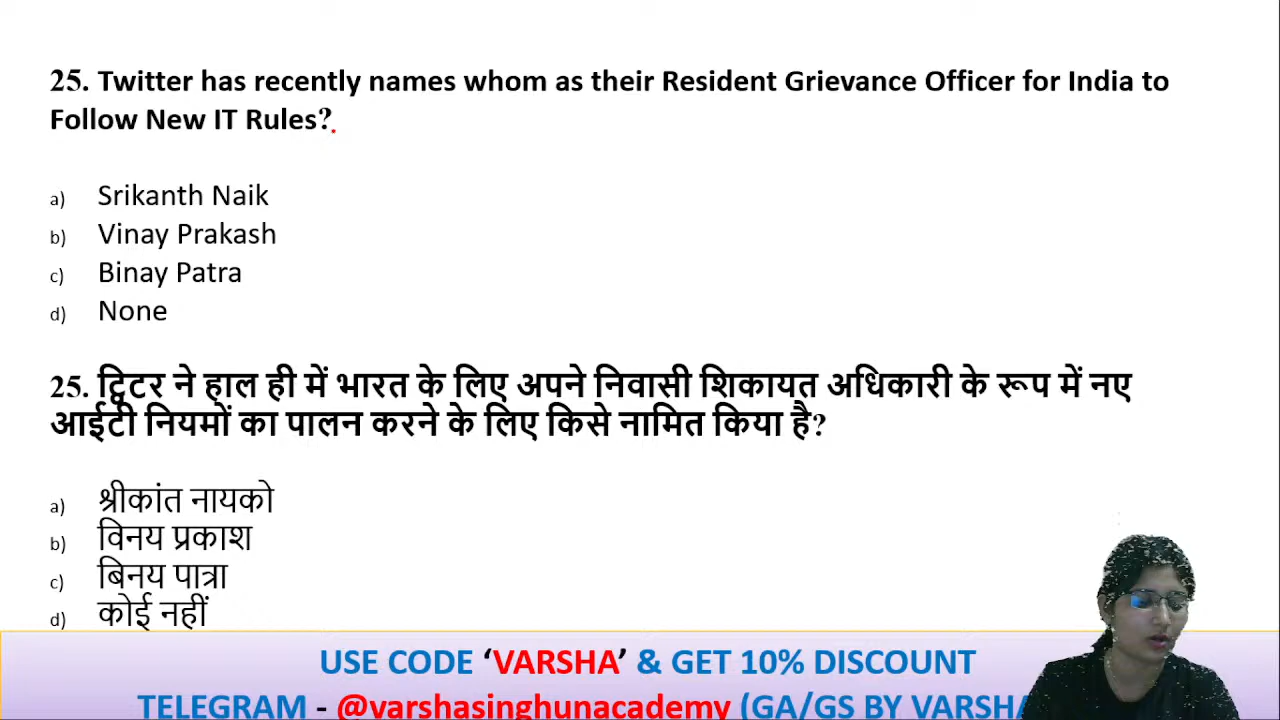 25. Twitter has recently names whom as their Resident Grievance Officer for India to
Follow New IT Rules?
a) Srikanth Naik
b) Vinay Prakash
c) Binay Patra
d) None
25. ट्विटर ने हाल ही में भारत के लिए अपने निवासी शिकायत अधिकारी के रूप में नए
आईटी नियमों का पालन करने के लिए किसे नामित किया है?
a) श्रीकांत नायको
b) विनय प्रकाश
c) बिनय पात्रा
d) कोई नहीं
USE CODE ‘VARSHA’ & GET 10% DISCOUNT
TELEGRAM - @varshasinghunacademy (GA/GS BY VARSHA